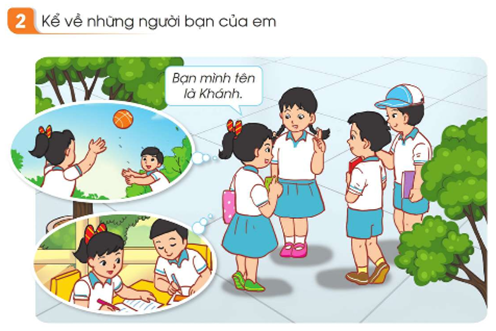 2 Kể về những người bạn của em
Bạn mình tên
là Khánh.